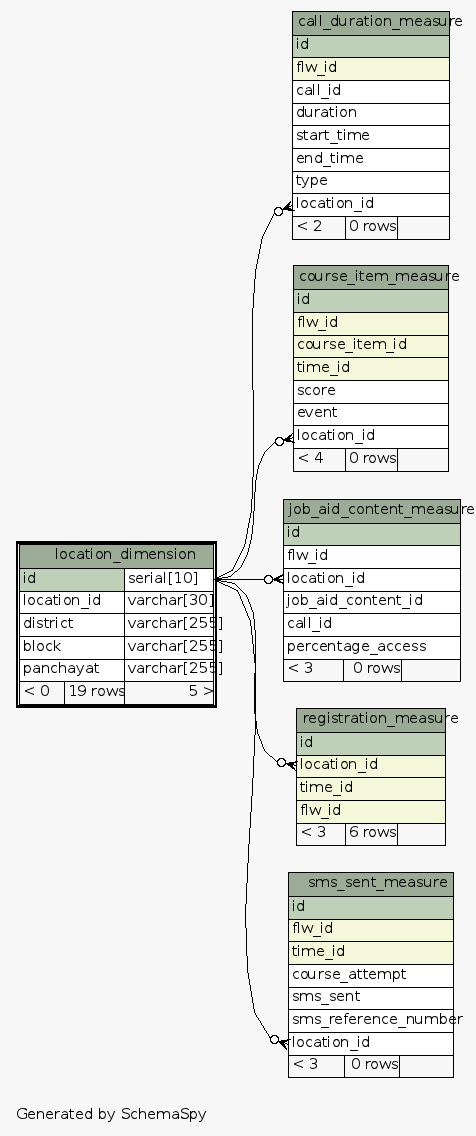 call_duration_measure
id
flw_id
call_id
duration
start_time
end_time
type
location_id
< 2 0 rows
course_item_measure
id
flw_id
course_item_id
time_id
score
event
location_id
< 4 0 rows
job_aid_content_measure
id
flw_id
location_id
job_aid_content_id
call_id
percentage_access
< 3 0 rows
location_dimension
id serial[10]
location_id varchar[30]
district varchar[255]
block varchar[255]
panchayat varchar[255]
< 0 19 rows 5 >
registration_measure
id
location_id
time_id
flw_id
< 3 6 rows
sms_sent_measure
id
flw_id
time_id
course_attempt
sms_sent
sms_reference_number
location_id
< 3 0 rows
Generated by SchemaSpy